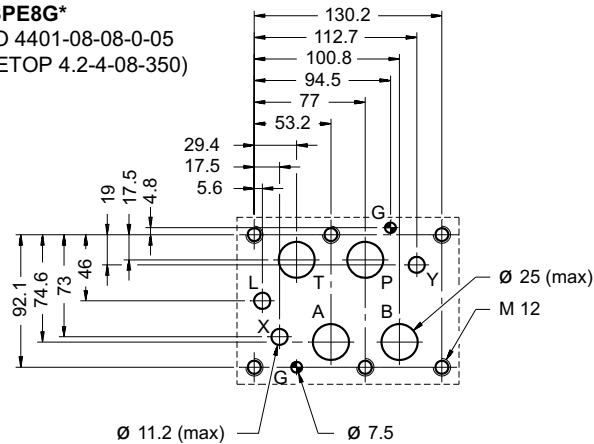 PE8G*
4401-08-08-0-05
ETOP 4.2-4-08-350)
130.2
112.7
100.8
94.5
77
53.2
29.4
17.5
5.6
19
17.5
4.8
G
92.1
74.6
73
46
L
T
P
Y
X
A
B
G
Ø 25 (max)
M 12
Ø 11.2 (max)
Ø 7.5